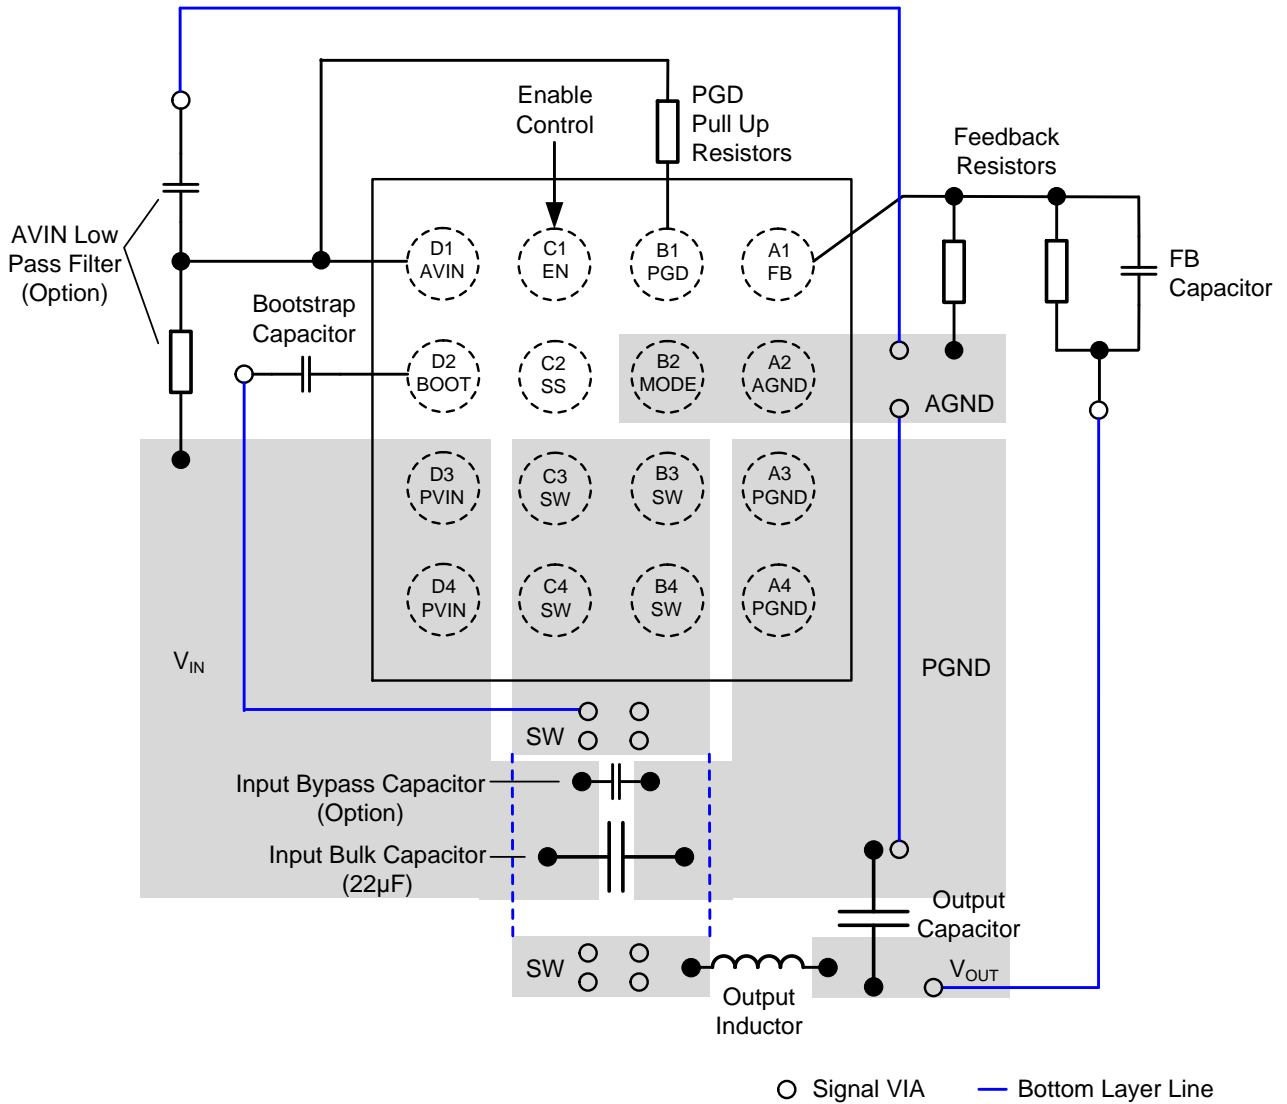 Enable
Control
PGD
Pull Up
Resistors
Feedback
Resistors
AVIN Low
Pass Filter
(Option)
D1
AVIN
C1
EN
B1
PGD
A1
FB
FB
Capacitor
Bootstrap
Capacitor
D2
BOOT
C2
SS
B2
MODE
A2
AGND
AGND
D3
PVIN
C3
SW
B3
SW
A3
PGND
D4
PVIN
C4
SW
B4
SW
A4
PGND
VIN
PGND
SW
Input Bypass Capacitor
(Option)
Input Bulk Capacitor
(22µF)
Output
Capacitor
SW
VOUT
Output
Inductor
Signal VIA
Bottom Layer Line